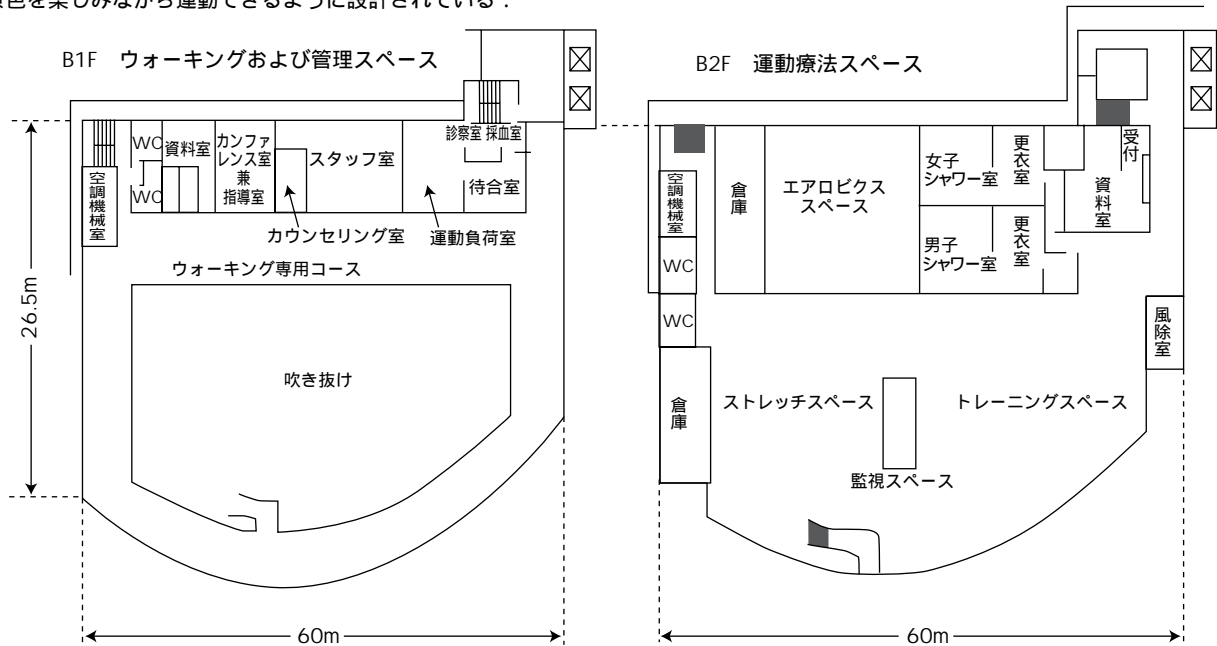 景色を楽しみながら運動できるように設計されている．
B1F ウォーキングおよび管理スペース
WC
WC
資料室
カンファ
レンス室
兼
指導室
スタッフ室
診察室 採血室
待合室
空調機械室
カウンセリング室
運動負荷室
ウォーキング専用コース
吹き抜け
26.5m
60m
B2F 運動療法スペース
空調機械室
倉庫
エアロビクス
スペース
女子
シャワー室
更衣室
受付
資料室
男子
シャワー室
更衣室
WC
WC
風除室
倉庫
ストレッチスペース
トレーニングスペース
監視スペース
60m